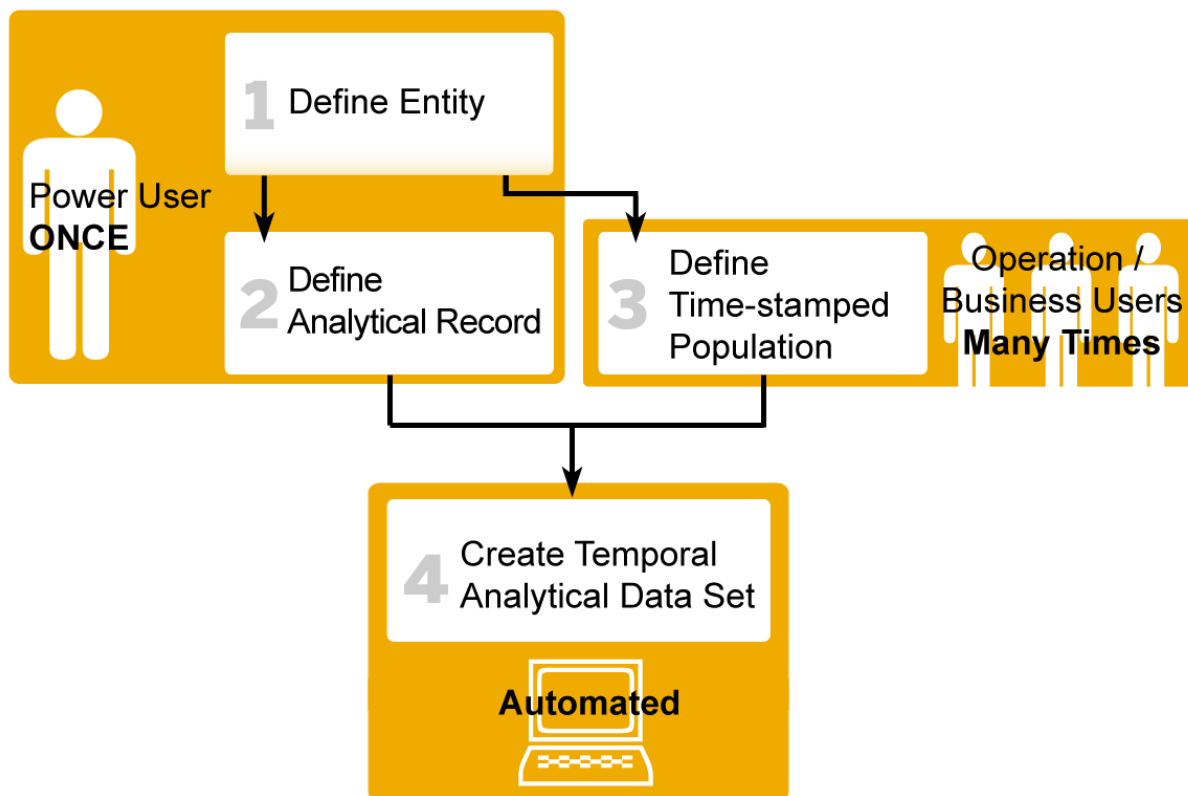 1 Define Entity
Power User
ONCE
2 Define
Analytical Record
3 Define
Time-stamped
Population
Operation /
Business Users
Many Times
4 Create Temporal
Analytical Data Set
Automated